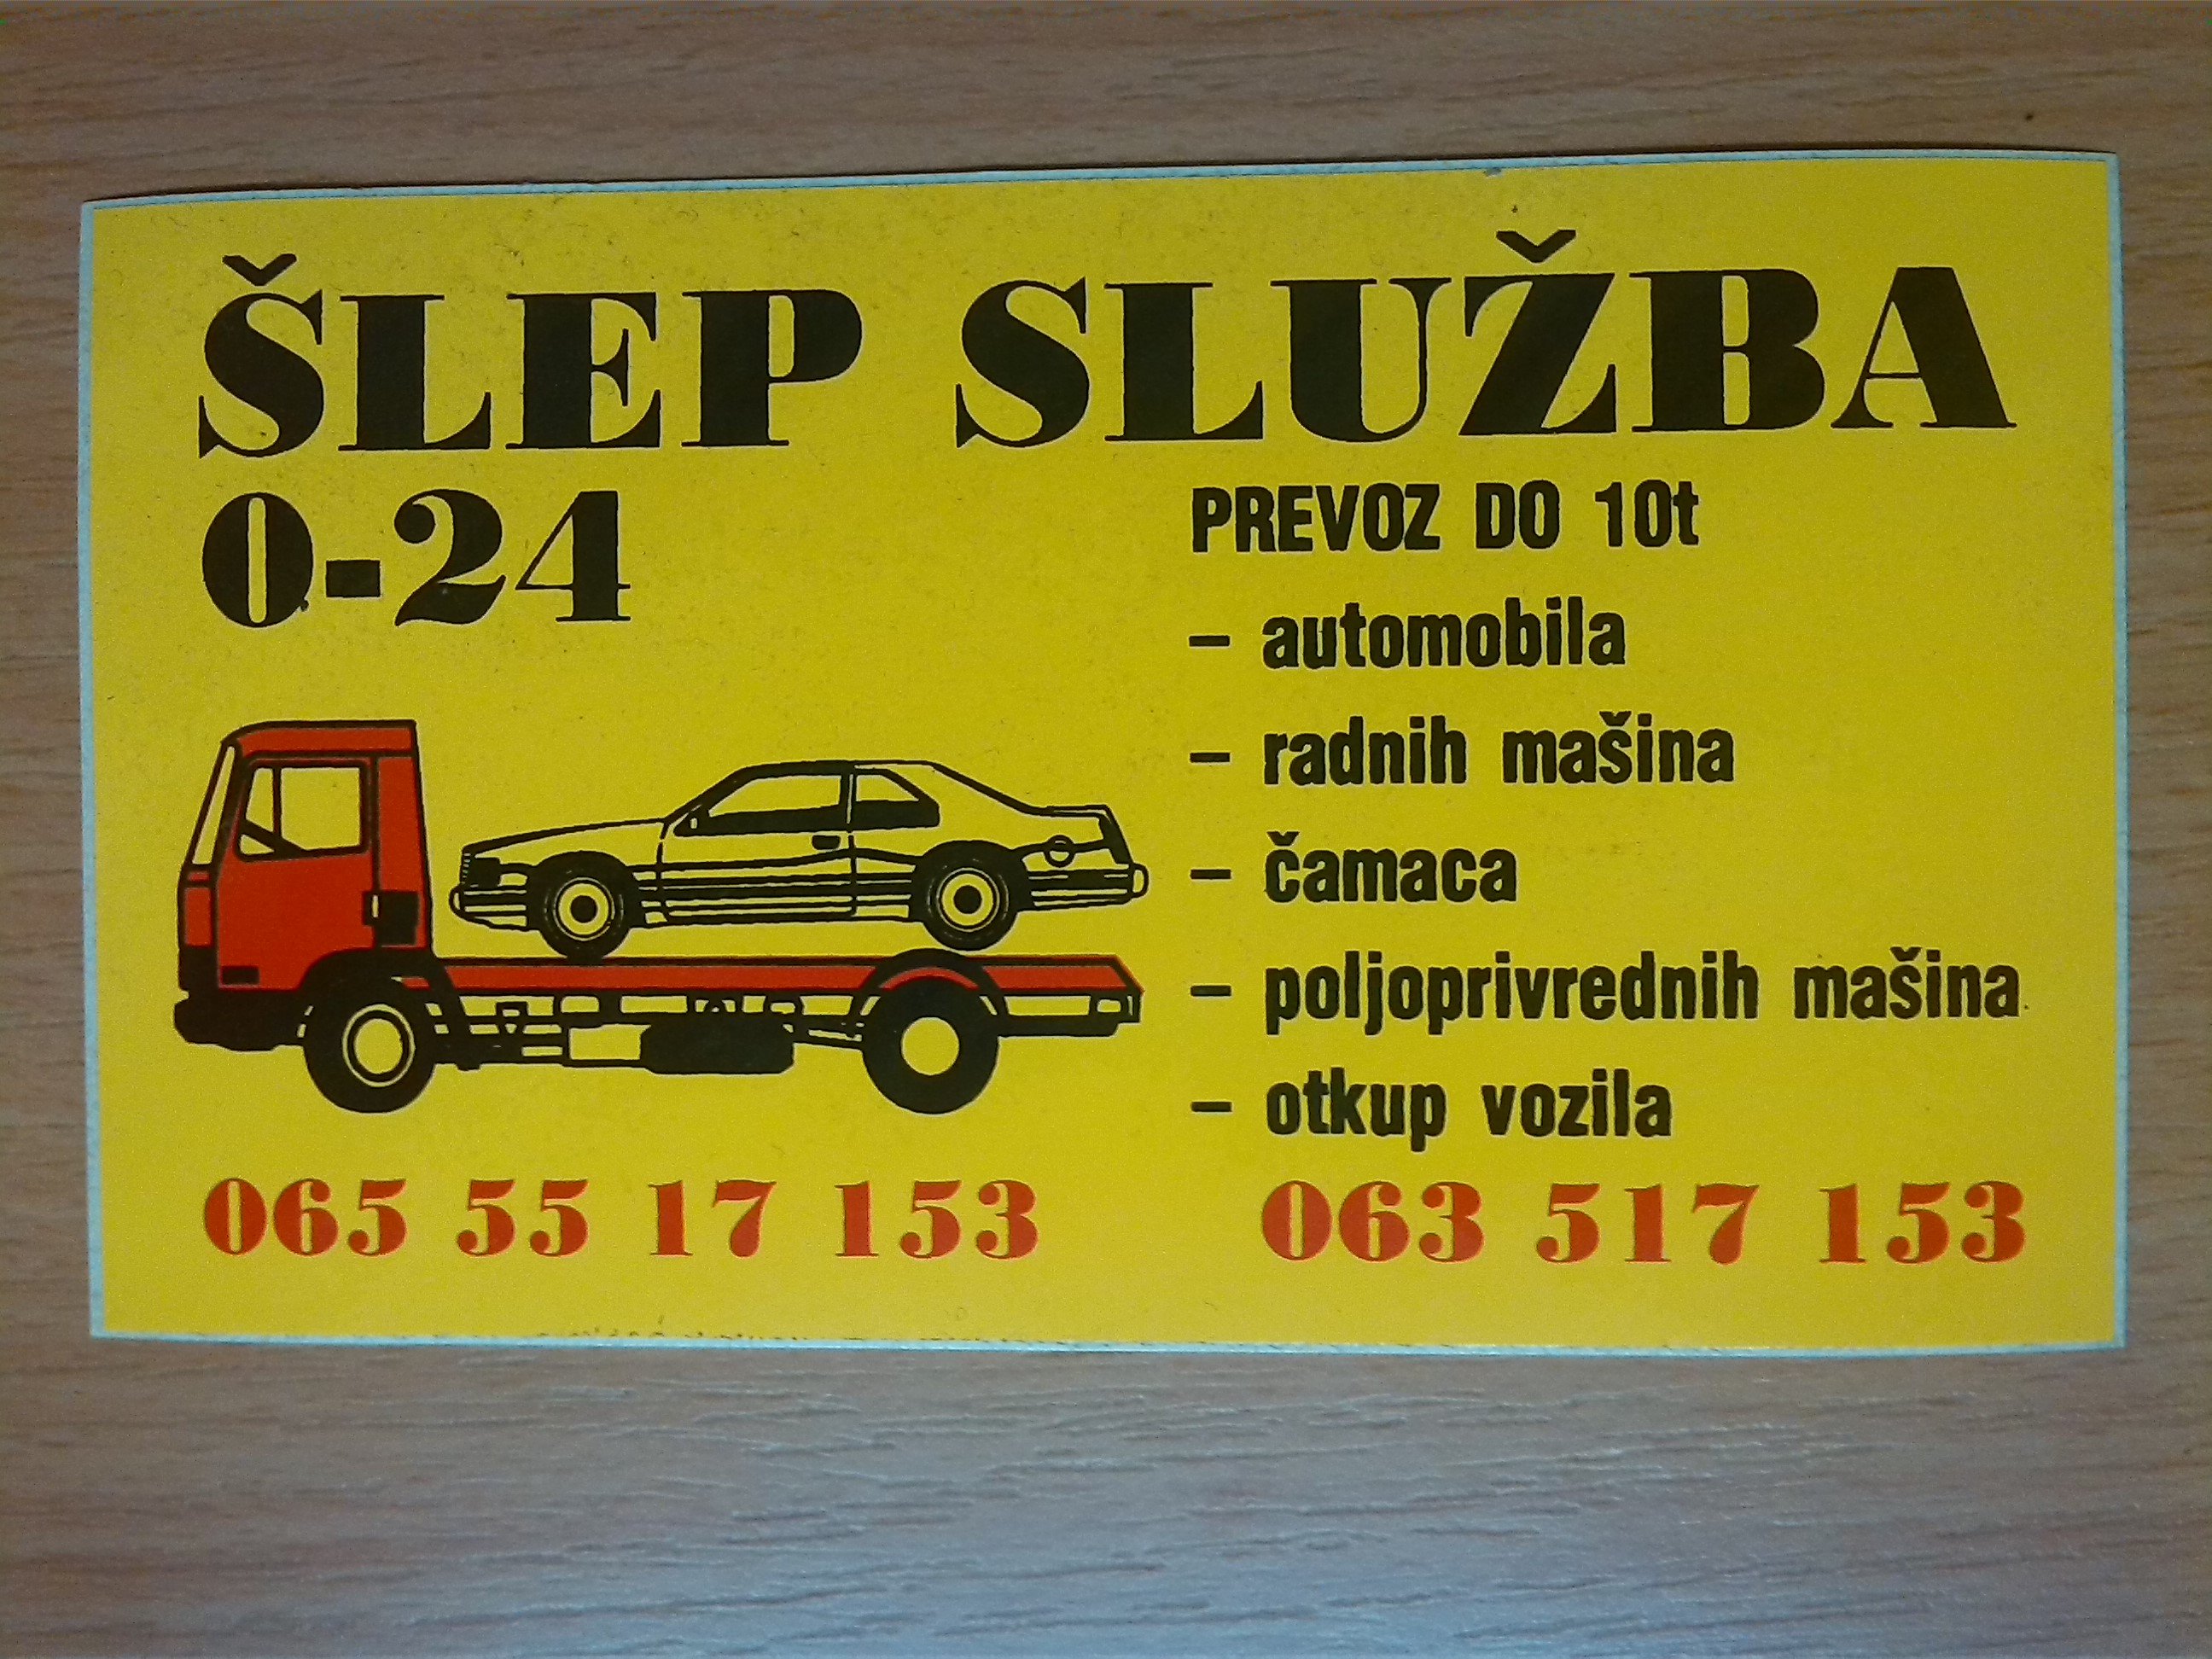 ŠLEP SLUŽBA
0-24
PREVOZ DO 10t
– automobila
– radnih mašina
– čamaca
– poljoprivrednih mašina
– otkup vozila
065 55 17 153
063 517 153